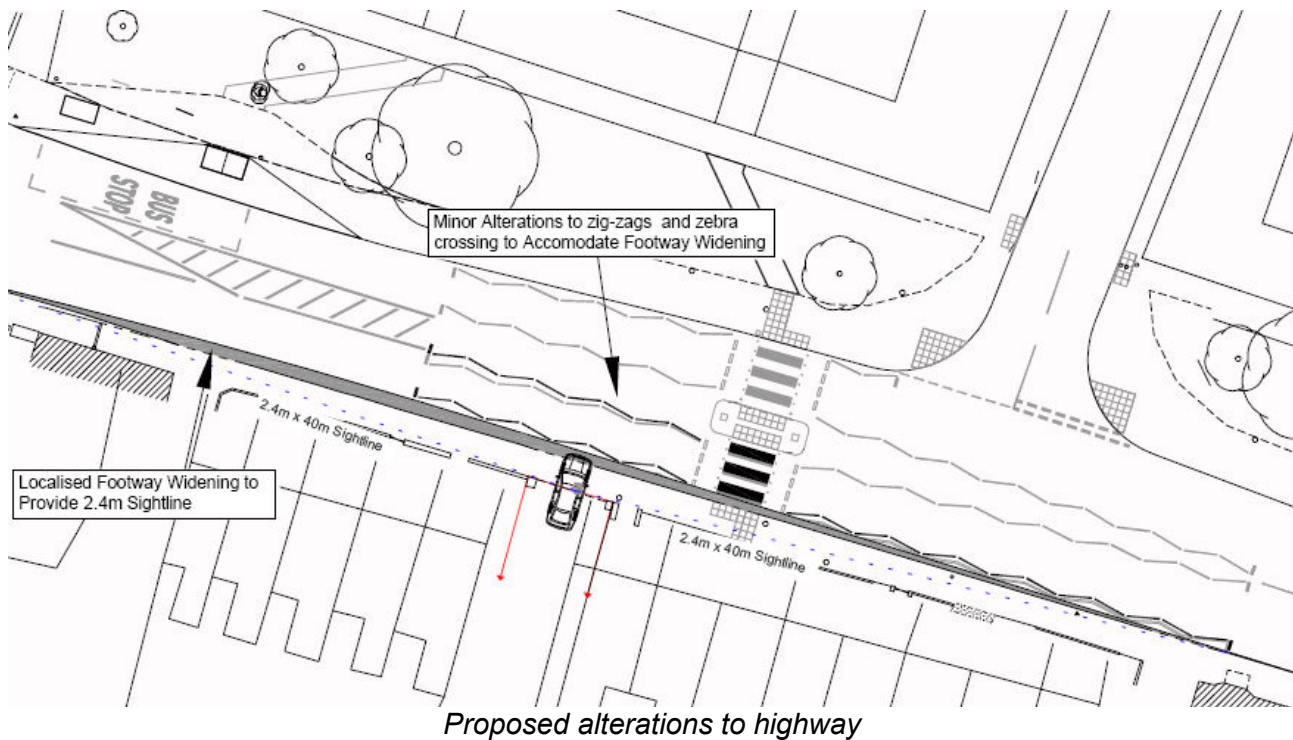 BUS
STOP
Minor Alterations to zig-zags and zebra
crossing to Accomodate Footway Widening
2.4m x 40m Sightline
Localised Footway Widening to
Provide 2.4m Sightline
2.4m x 40m Sightline
Proposed alterations to highway